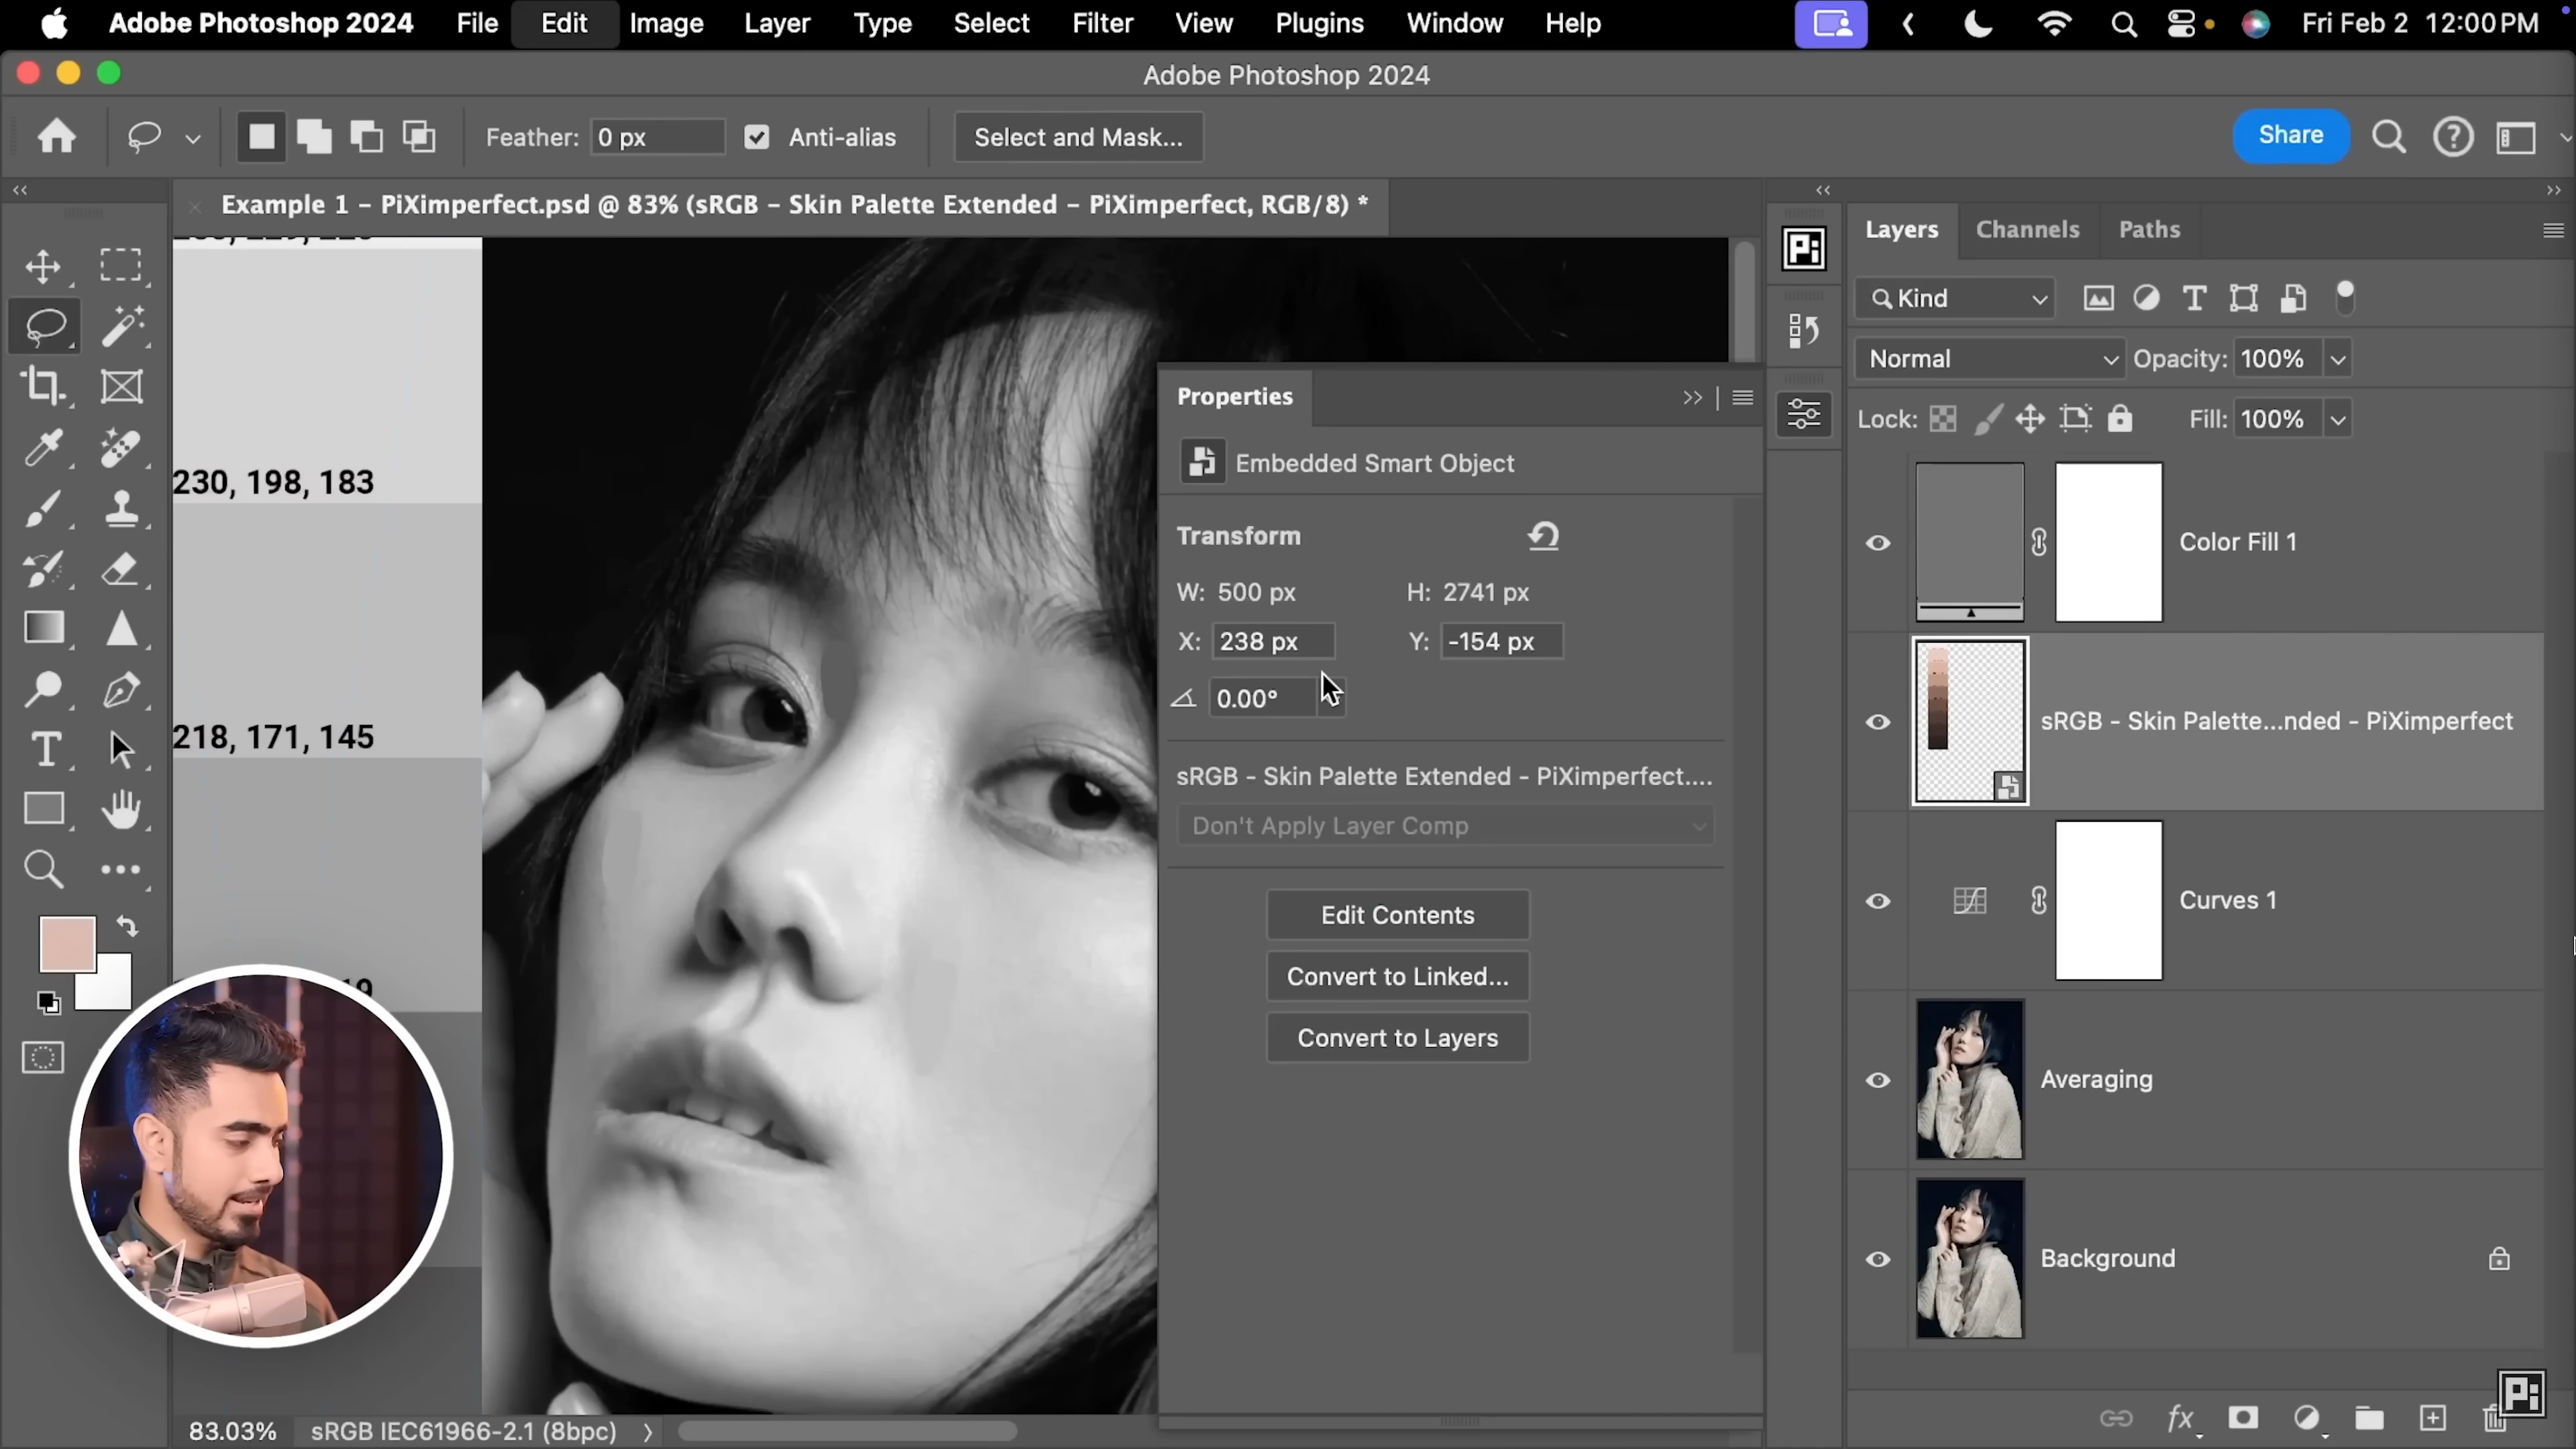 Adobe Photoshop 2024 File Edit Image Layer Type Select Filter View Plugins Window Help Fri Feb 2 12:00 PM
Adobe Photoshop 2024
Feather: 0 px Anti-alias Select and Mask... Share
Example 1 – PiXimperfect.psd @ 83% (sRGB – Skin Palette Extended – PiXimperfect, RGB/8) *
230, 198, 183
218, 171, 145
Properties
Embedded Smart Object
Transform
W: 500 px H: 2741 px
X: 238 px Y: -154 px
0.00°
sRGB - Skin Palette Extended - PiXimperfect....
Don't Apply Layer Comp
Edit Contents
Convert to Linked...
Convert to Layers
Pi
Layers Channels Paths
Kind
Normal Opacity: 100%
Lock: Fill: 100%
Color Fill 1
sRGB - Skin Palette...nded - PiXimperfect
Curves 1
Averaging
Background
Pi
fx
83.03% sRGB IEC61966-2.1 (8bpc)